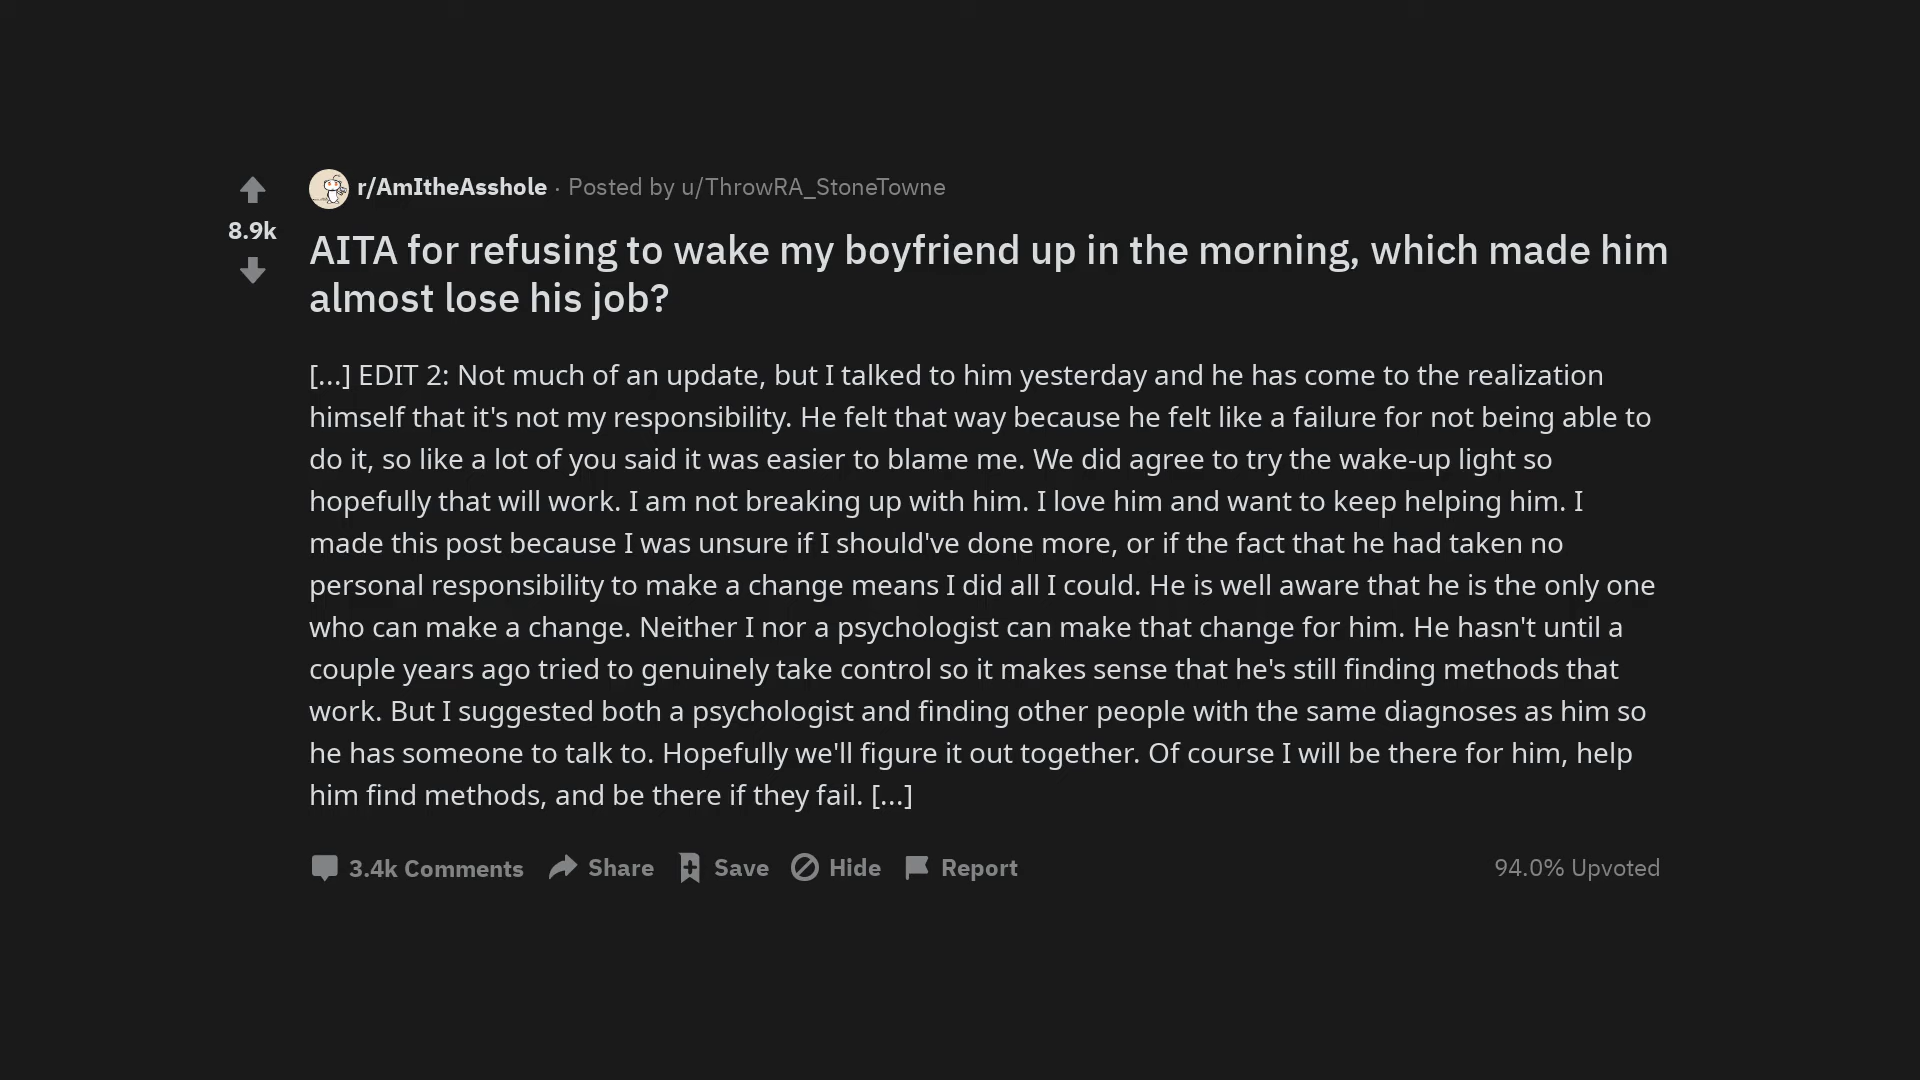 r/AmItheAsshole · Posted by u/ThrowRA_StoneTowne
8.9k
AITA for refusing to wake my boyfriend up in the morning, which made him
almost lose his job?
[...] EDIT 2: Not much of an update, but I talked to him yesterday and he has come to the realization
himself that it's not my responsibility. He felt that way because he felt like a failure for not being able to
do it, so like a lot of you said it was easier to blame me. We did agree to try the wake-up light so
hopefully that will work. I am not breaking up with him. I love him and want to keep helping him. I
made this post because I was unsure if I should've done more, or if the fact that he had taken no
personal responsibility to make a change means I did all I could. He is well aware that he is the only one
who can make a change. Neither I nor a psychologist can make that change for him. He hasn't until a
couple years ago tried to genuinely take control so it makes sense that he's still finding methods that
work. But I suggested both a psychologist and finding other people with the same diagnoses as him so
he has someone to talk to. Hopefully we'll figure it out together. Of course I will be there for him, help
him find methods, and be there if they fail. [...]
3.4k Comments Share Save Hide Report 94.0% Upvoted